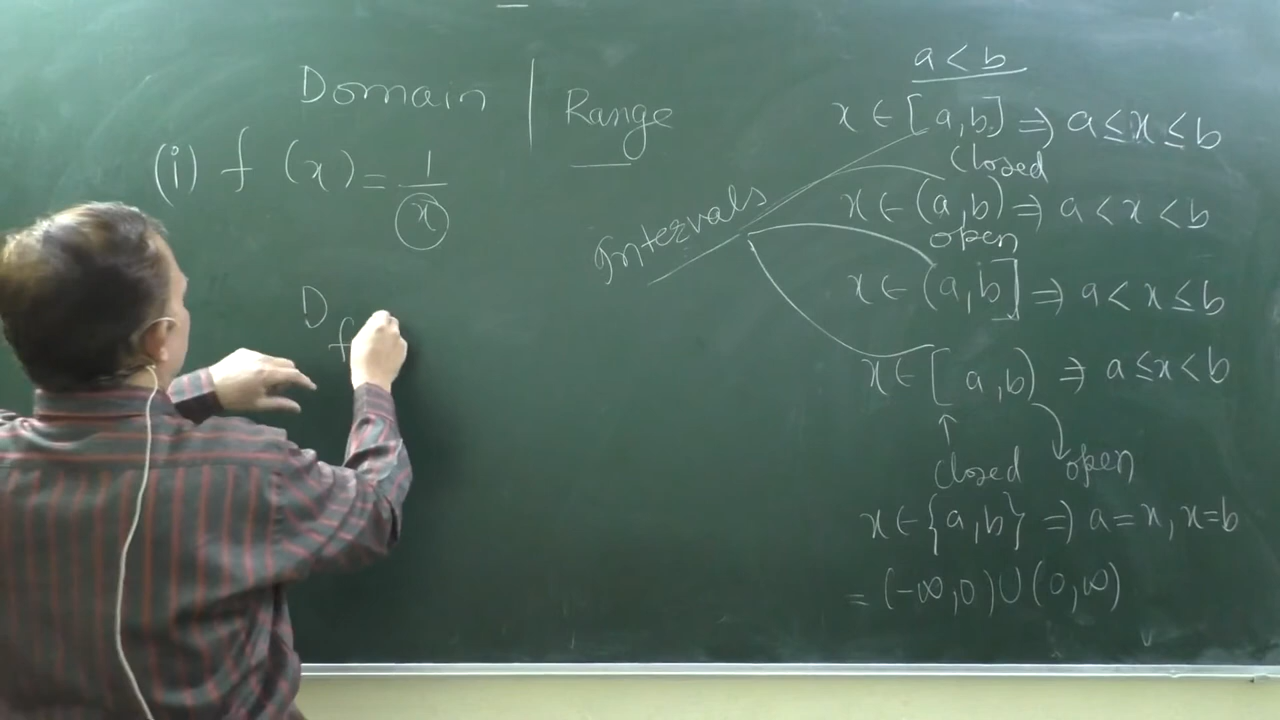 Domain | Range
(i) f (x) = 1/x
D f
Intervals
a < b
x ∈ [a,b] ⇒ a ≤ x ≤ b
closed
x ∈ (a,b) ⇒ a < x < b
open
x ∈ (a,b] ⇒ a < x ≤ b
x ∈ [a,b) ⇒ a ≤ x < b
closed open
x ∈ {a,b} ⇒ a = x, x = b
= (-∞,0) ∪ (0,∞)